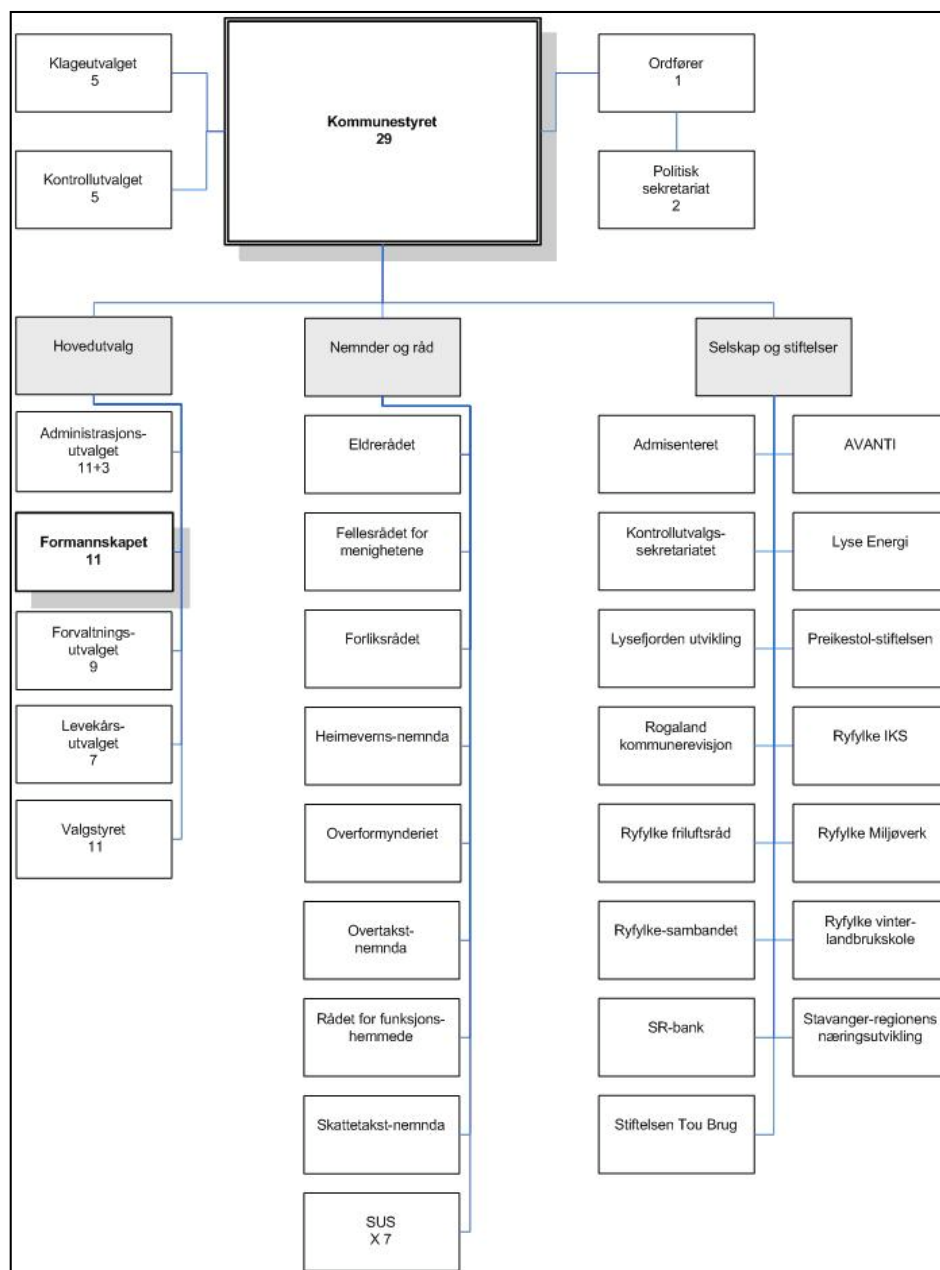 Klageutvalget
5
Kommunestyret
29
Ordfører
1
Kontrollutvalget
5
Politisk
sekretariat
2
Hovedutvalg
Administrasjons-
utvalget
11+3
Formannskapet
11
Forvaltnings-
utvalget
9
Levekårs-
utvalget
7
Valgstyret
11
Nemnder og råd
Eldrerådet
Fellesrådet for
menighetene
Forliksrådet
Heimeverns-nemnda
Overformynderiet
Overtakst-
nemnda
Rådet for funksjons-
hemmede
Skattetakst-nemnda
SUS
X 7
Selskap og stiftelser
Admisenteret
AVANTI
Kontrollutvalgs-
sekretariatet
Lyse Energi
Lysefjorden utvikling
Preikestol-stiftelsen
Rogaland
kommunerevisjon
Ryfylke IKS
Ryfylke friluftsråd
Ryfylke Miljøverk
Ryfylke-sambandet
Ryfylke vinter-
landbrukskole
SR-bank
Stavanger-regionens
næringsutvikling
Stiftelsen Tou Brug